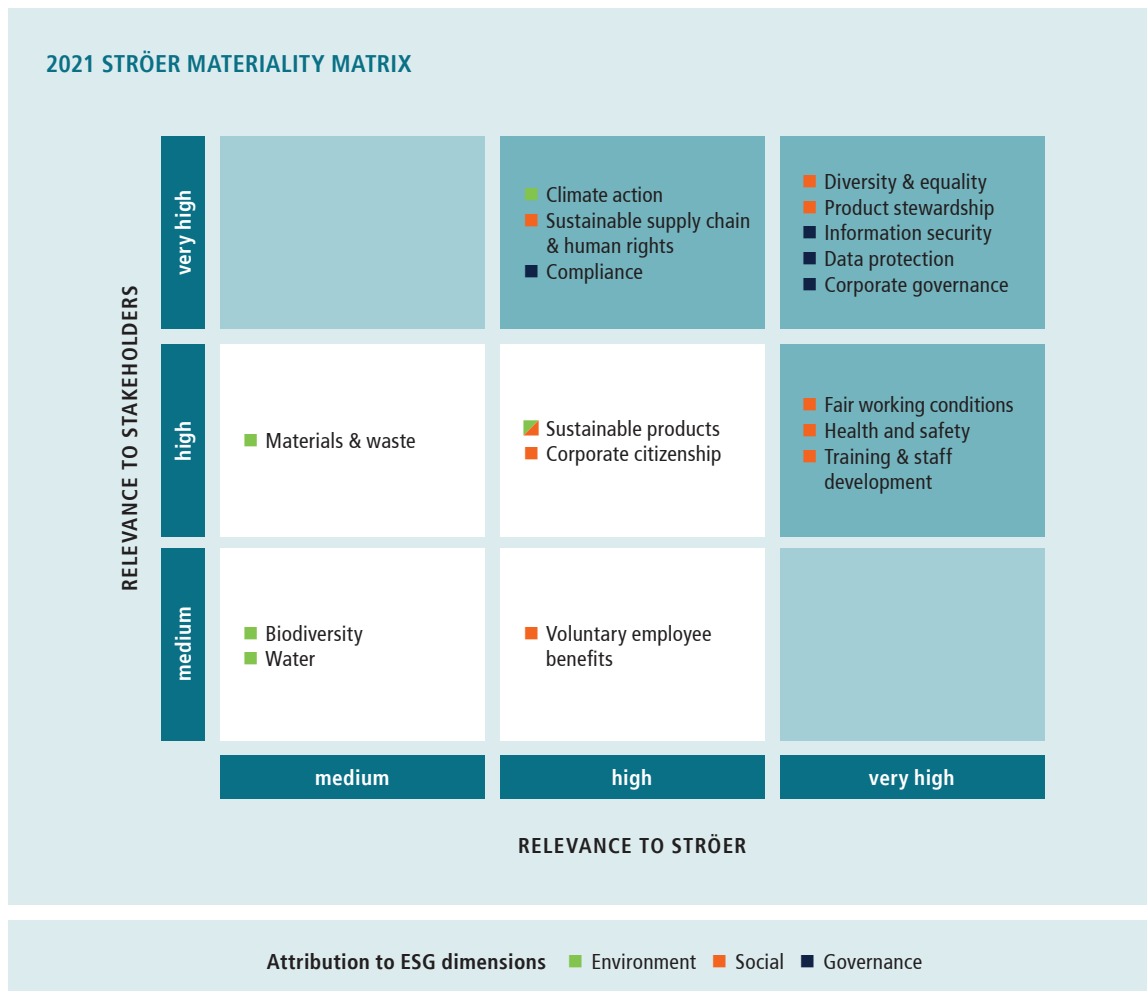 2021 STRÖER MATERIALITY MATRIX
RELEVANCE TO STAKEHOLDERS
very high
Climate action
Sustainable supply chain
& human rights
Compliance
Diversity & equality
Product stewardship
Information security
Data protection
Corporate governance
high
Materials & waste
Sustainable products
Corporate citizenship
Fair working conditions
Health and safety
Training & staff
development
medium
Biodiversity
Water
Voluntary employee
benefits
medium
high
very high
RELEVANCE TO STRÖER
Attribution to ESG dimensions Environment Social Governance